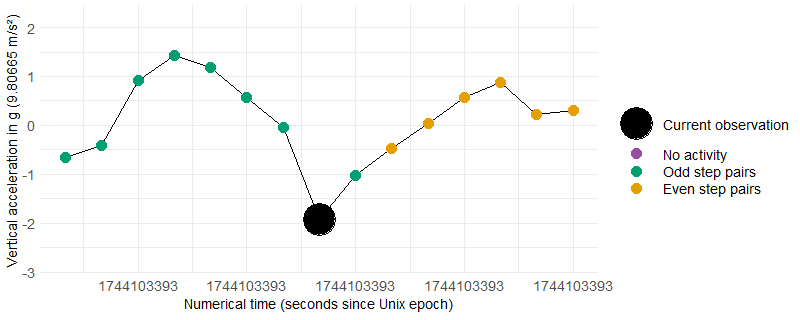 Vertical acceleration in g (9.80665 m/s²)
2
1
0
-1
-2
-3
1744103393 1744103393 1744103393 1744103393 1744103393
Numerical time (seconds since Unix epoch)
Current observation
No activity
Odd step pairs
Even step pairs